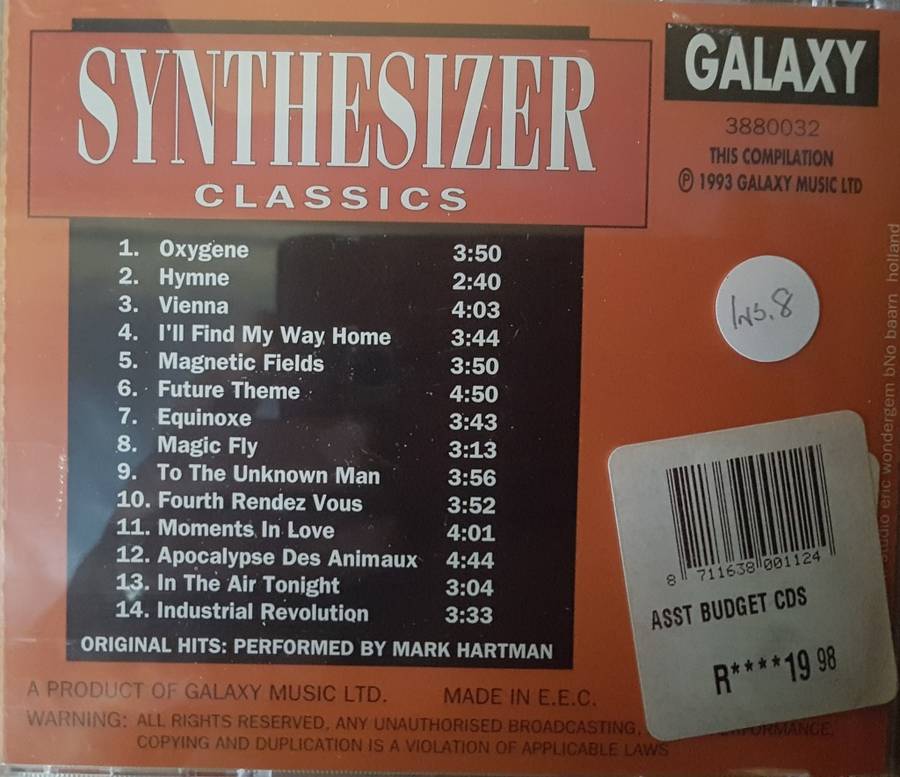 SYNTHESIZER
CLASSICS
GALAXY
3880032
THIS COMPILATION
℗ 1993 GALAXY MUSIC LTD
1. Oxygene 3:50
2. Hymne 2:40
3. Vienna 4:03
4. I'll Find My Way Home 3:44
5. Magnetic Fields 3:50
6. Future Theme 4:50
7. Equinoxe 3:43
8. Magic Fly 3:13
9. To The Unknown Man 3:56
10. Fourth Rendez Vous 3:52
11. Moments In Love 4:01
12. Apocalypse Des Animaux 4:44
13. In The Air Tonight 3:04
14. Industrial Revolution 3:33
ORIGINAL HITS: PERFORMED BY MARK HARTMAN
A PRODUCT OF GALAXY MUSIC LTD. MADE IN E.E.C.
WARNING: ALL RIGHTS RESERVED, ANY UNAUTHORISED BROADCASTING,
COPYING AND DUPLICATION IS A VIOLATION OF APPLICABLE LAWS
8 711638 001124
ASST BUDGET CDS
R****19 98
studio eric wondergem bNo baarn holland